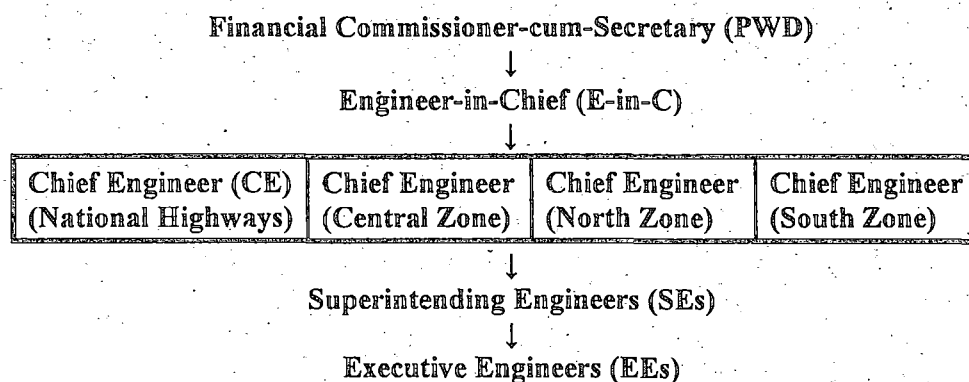 Financial Commissioner-cum-Secretary (PWD)
↓
Engineer-in-Chief (E-in-C)
↓
Chief Engineer (CE) Chief Engineer Chief Engineer Chief Engineer
(National Highways) (Central Zone) (North Zone) (South Zone)
↓
Superintending Engineers (SEs)
↓
Executive Engineers (EEs)